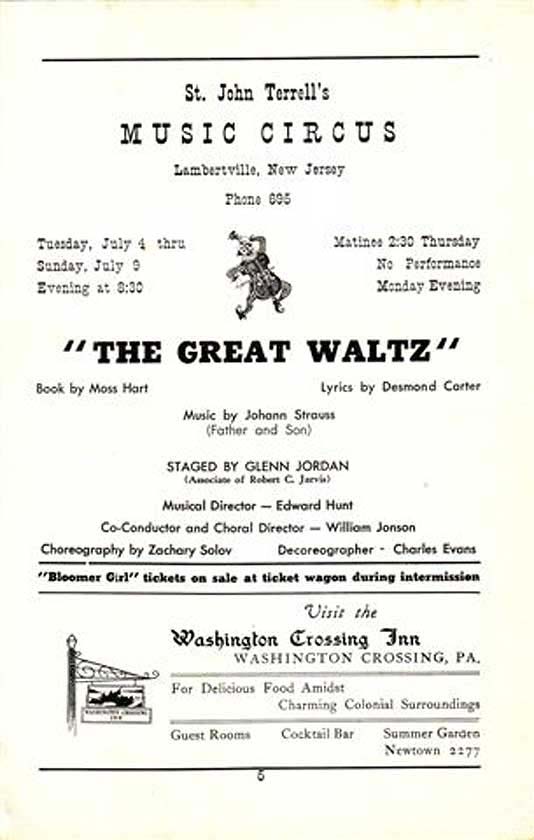 St. John Terrell's
MUSIC CIRCUS
Lambertville, New Jersey
Phone 695
Tuesday, July 4 thru
Sunday, July 9
Evening at 8:30
Matinee 2:30 Thursday
No Performance
Monday Evening
"THE GREAT WALTZ"
Book by Moss Hart
Lyrics by Desmond Carter
Music by Johann Strauss
(Father and Son)
STAGED BY GLENN JORDAN
(Associate of Robert C. Jarvis)
Musical Director — Edward Hunt
Co-Conductor and Choral Director — William Jonson
Choreography by Zachary Solov
Decoreographer - Charles Evans
"Bloomer Girl" tickets on sale at ticket wagon during intermission
Visit the
Washington Crossing Inn
WASHINGTON CROSSING, PA.
WASHINGTON CROSSING
INN
For Delicious Food Amidst
Charming Colonial Surroundings
Guest Rooms Cocktail Bar Summer Garden
Newtown 2277
5